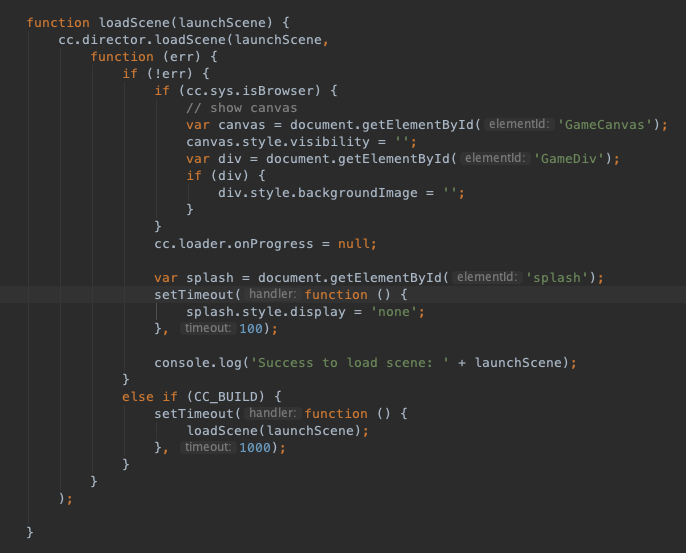 function loadScene(launchScene) {
    cc.director.loadScene(launchScene,
        function (err) {
            if (!err) {
                if (cc.sys.isBrowser) {
                    // show canvas
                    var canvas = document.getElementById( elementId: 'GameCanvas');
                    canvas.style.visibility = '';
                    var div = document.getElementById( elementId: 'GameDiv');
                    if (div) {
                        div.style.backgroundImage = '';
                    }
                }
                cc.loader.onProgress = null;

                var splash = document.getElementById( elementId: 'splash');
                setTimeout( handler: function () {
                    splash.style.display = 'none';
                }, timeout: 100);

                console.log('Success to load scene: ' + launchScene);
            }
            else if (CC_BUILD) {
                setTimeout( handler: function () {
                    loadScene(launchScene);
                }, timeout: 1000);
            }
        }
    );

}